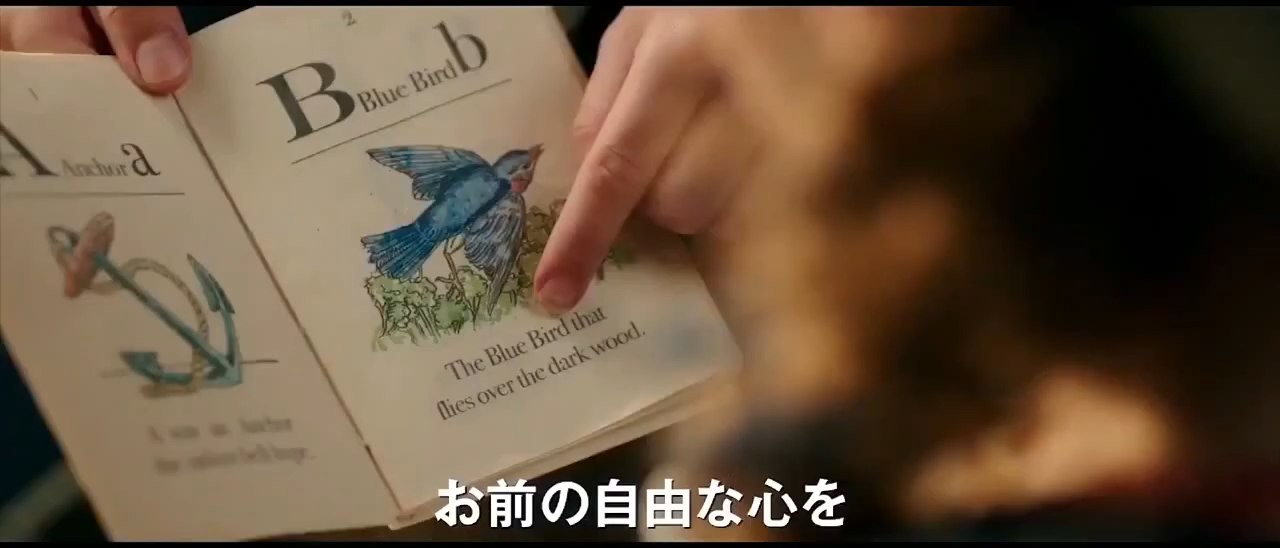 1
A Anchor a
2
B Blue Bird b
The Blue Bird that
flies over the dark wood.
お前の自由な心を